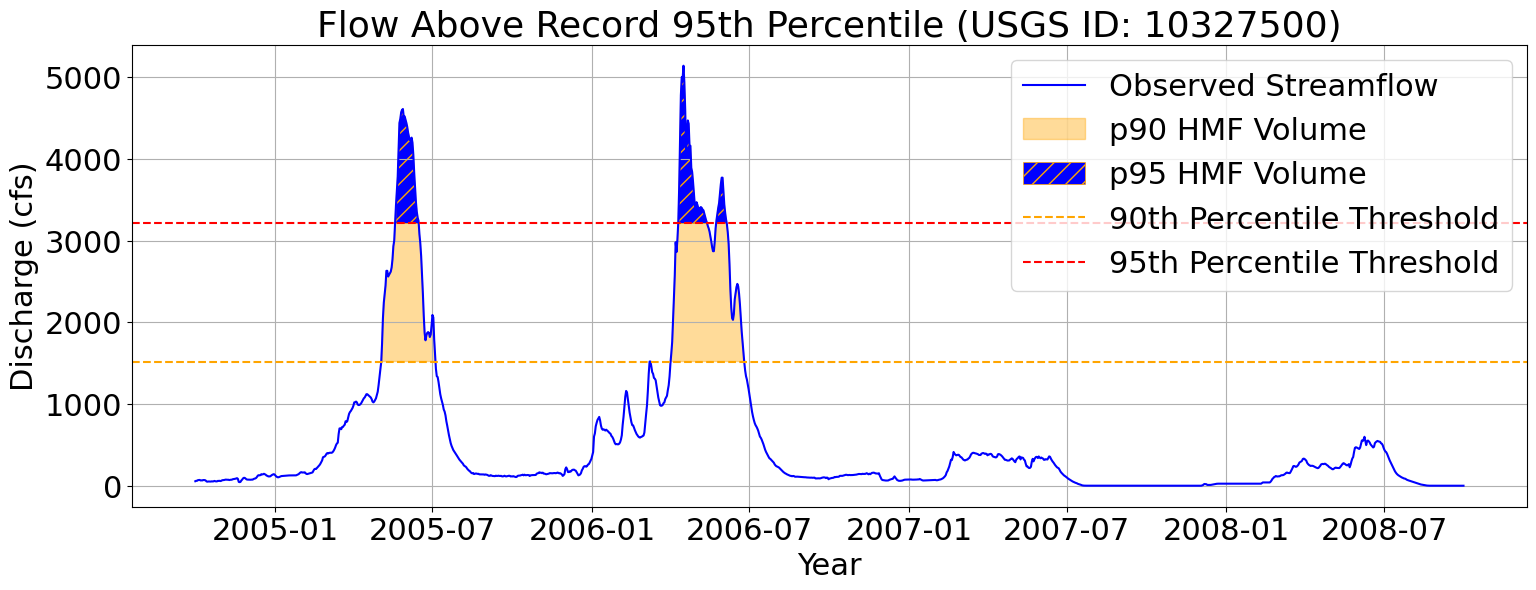 Flow Above Record 95th Percentile (USGS ID: 10327500)
Discharge (cfs)
5000
4000
3000
2000
1000
0
Observed Streamflow
p90 HMF Volume
p95 HMF Volume
90th Percentile Threshold
95th Percentile Threshold
2005-01 2005-07 2006-01 2006-07 2007-01 2007-07 2008-01 2008-07
Year